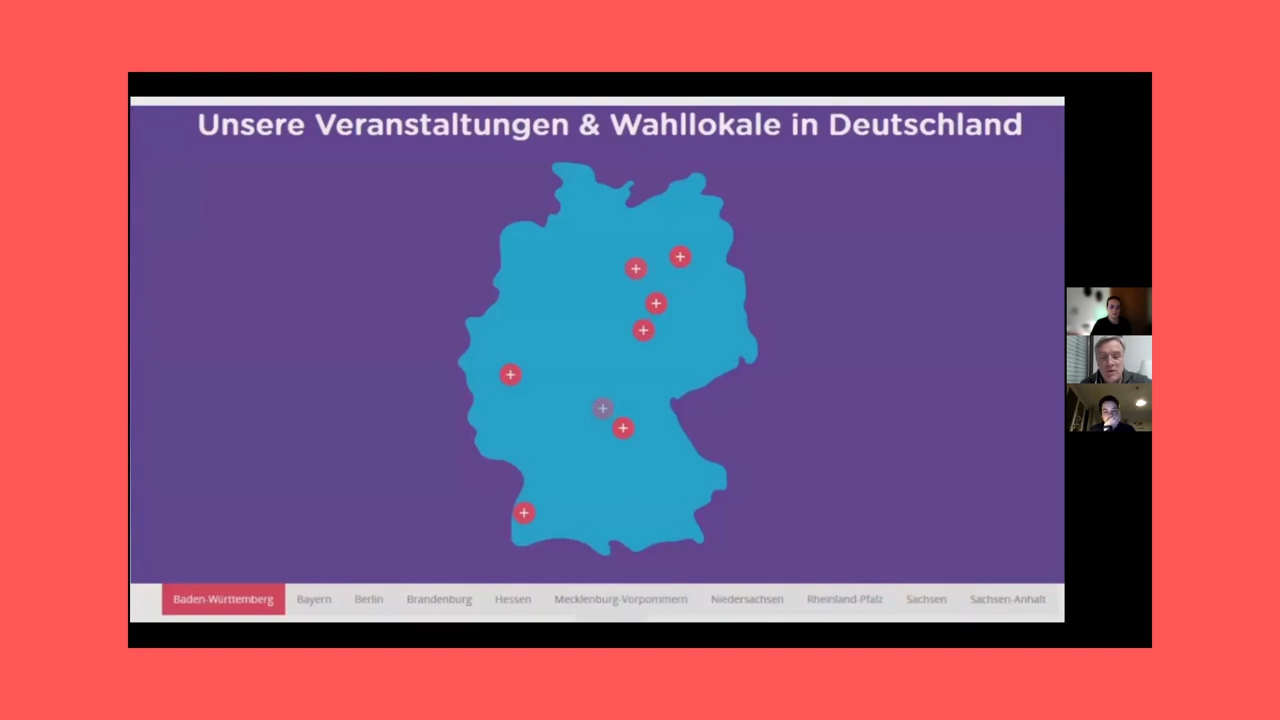 Unsere Veranstaltungen & Wahllokale in Deutschland
Baden-Württemberg Bayern Berlin Brandenburg Hessen Mecklenburg-Vorpommern Niedersachsen Rheinland-Pfalz Sachsen Sachsen-Anhalt